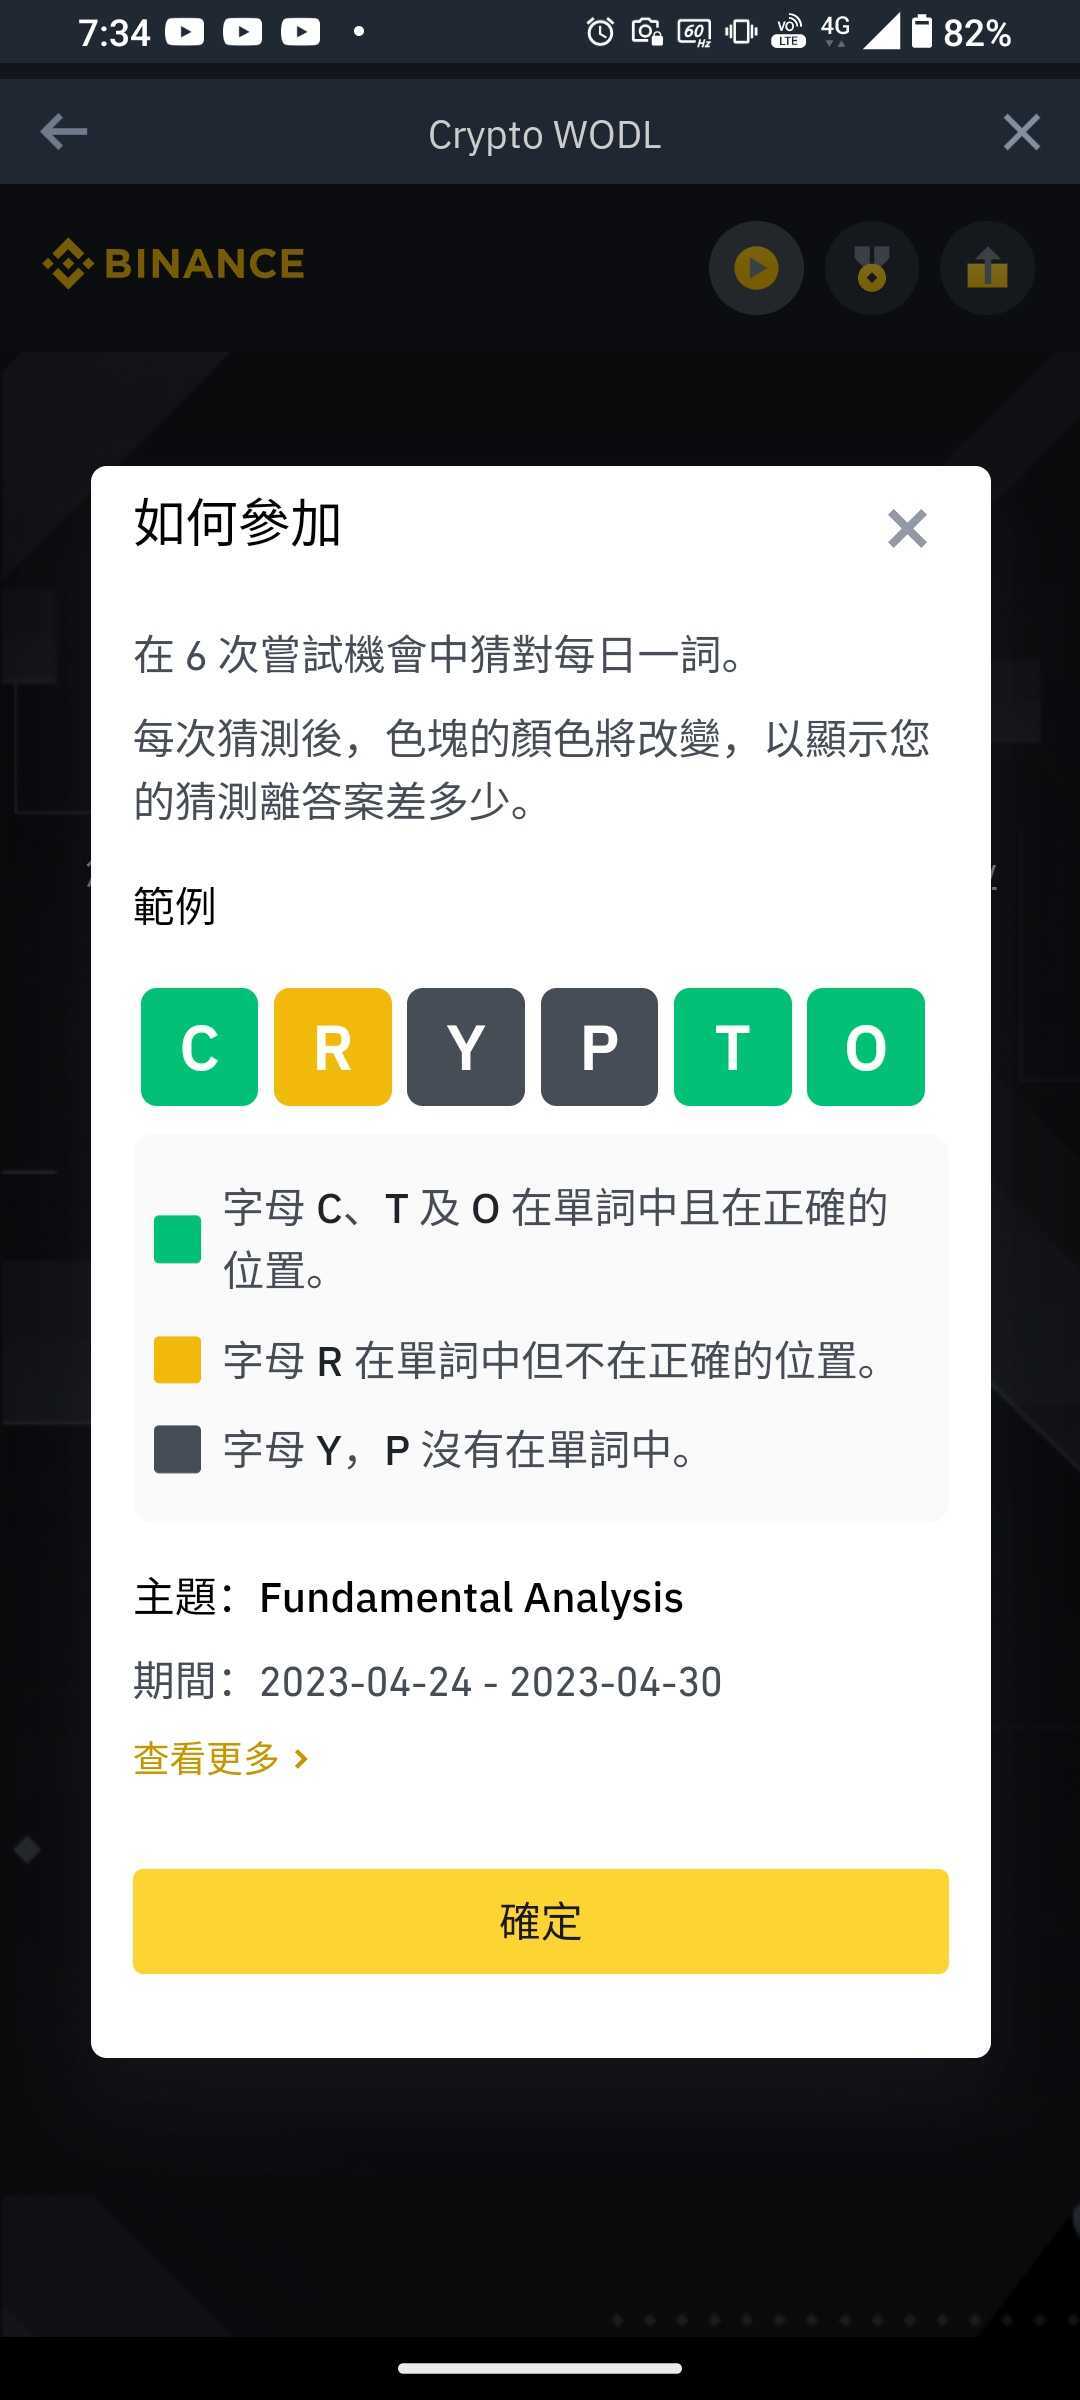 7:34
60Hz
VO LTE
4G
82%
Crypto WODL
BINANCE
如何參加
在 6 次嘗試機會中猜對每日一詞。
每次猜測後，色塊的顏色將改變，以顯示您
的猜測離答案差多少。
範例
C R Y P T O
字母 C、T 及 O 在單詞中且在正確的
位置。
字母 R 在單詞中但不在正確的位置。
字母 Y，P 沒有在單詞中。
主題：Fundamental Analysis
期間：2023-04-24 - 2023-04-30
查看更多
確定